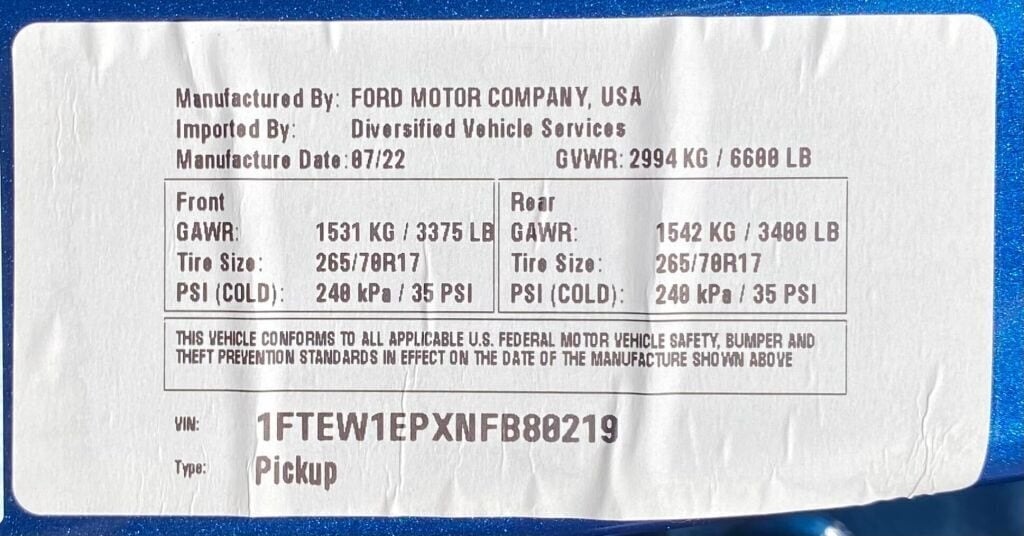 Manufactured By: FORD MOTOR COMPANY, USA
Imported By: Diversified Vehicle Services
Manufacture Date: 07/22 GVWR: 2994 KG / 6600 LB
Front
GAWR: 1531 KG / 3375 LB
Tire Size: 265/70R17
PSI (COLD): 240 kPa / 35 PSI
Rear
GAWR: 1542 KG / 3400 LB
Tire Size: 265/70R17
PSI (COLD): 240 kPa / 35 PSI
THIS VEHICLE CONFORMS TO ALL APPLICABLE U.S. FEDERAL MOTOR VEHICLE SAFETY, BUMPER AND
THEFT PREVENTION STANDARDS IN EFFECT ON THE DATE OF THE MANUFACTURE SHOWN ABOVE
VIN: 1FTEW1EPXNFB80219
Type: Pickup